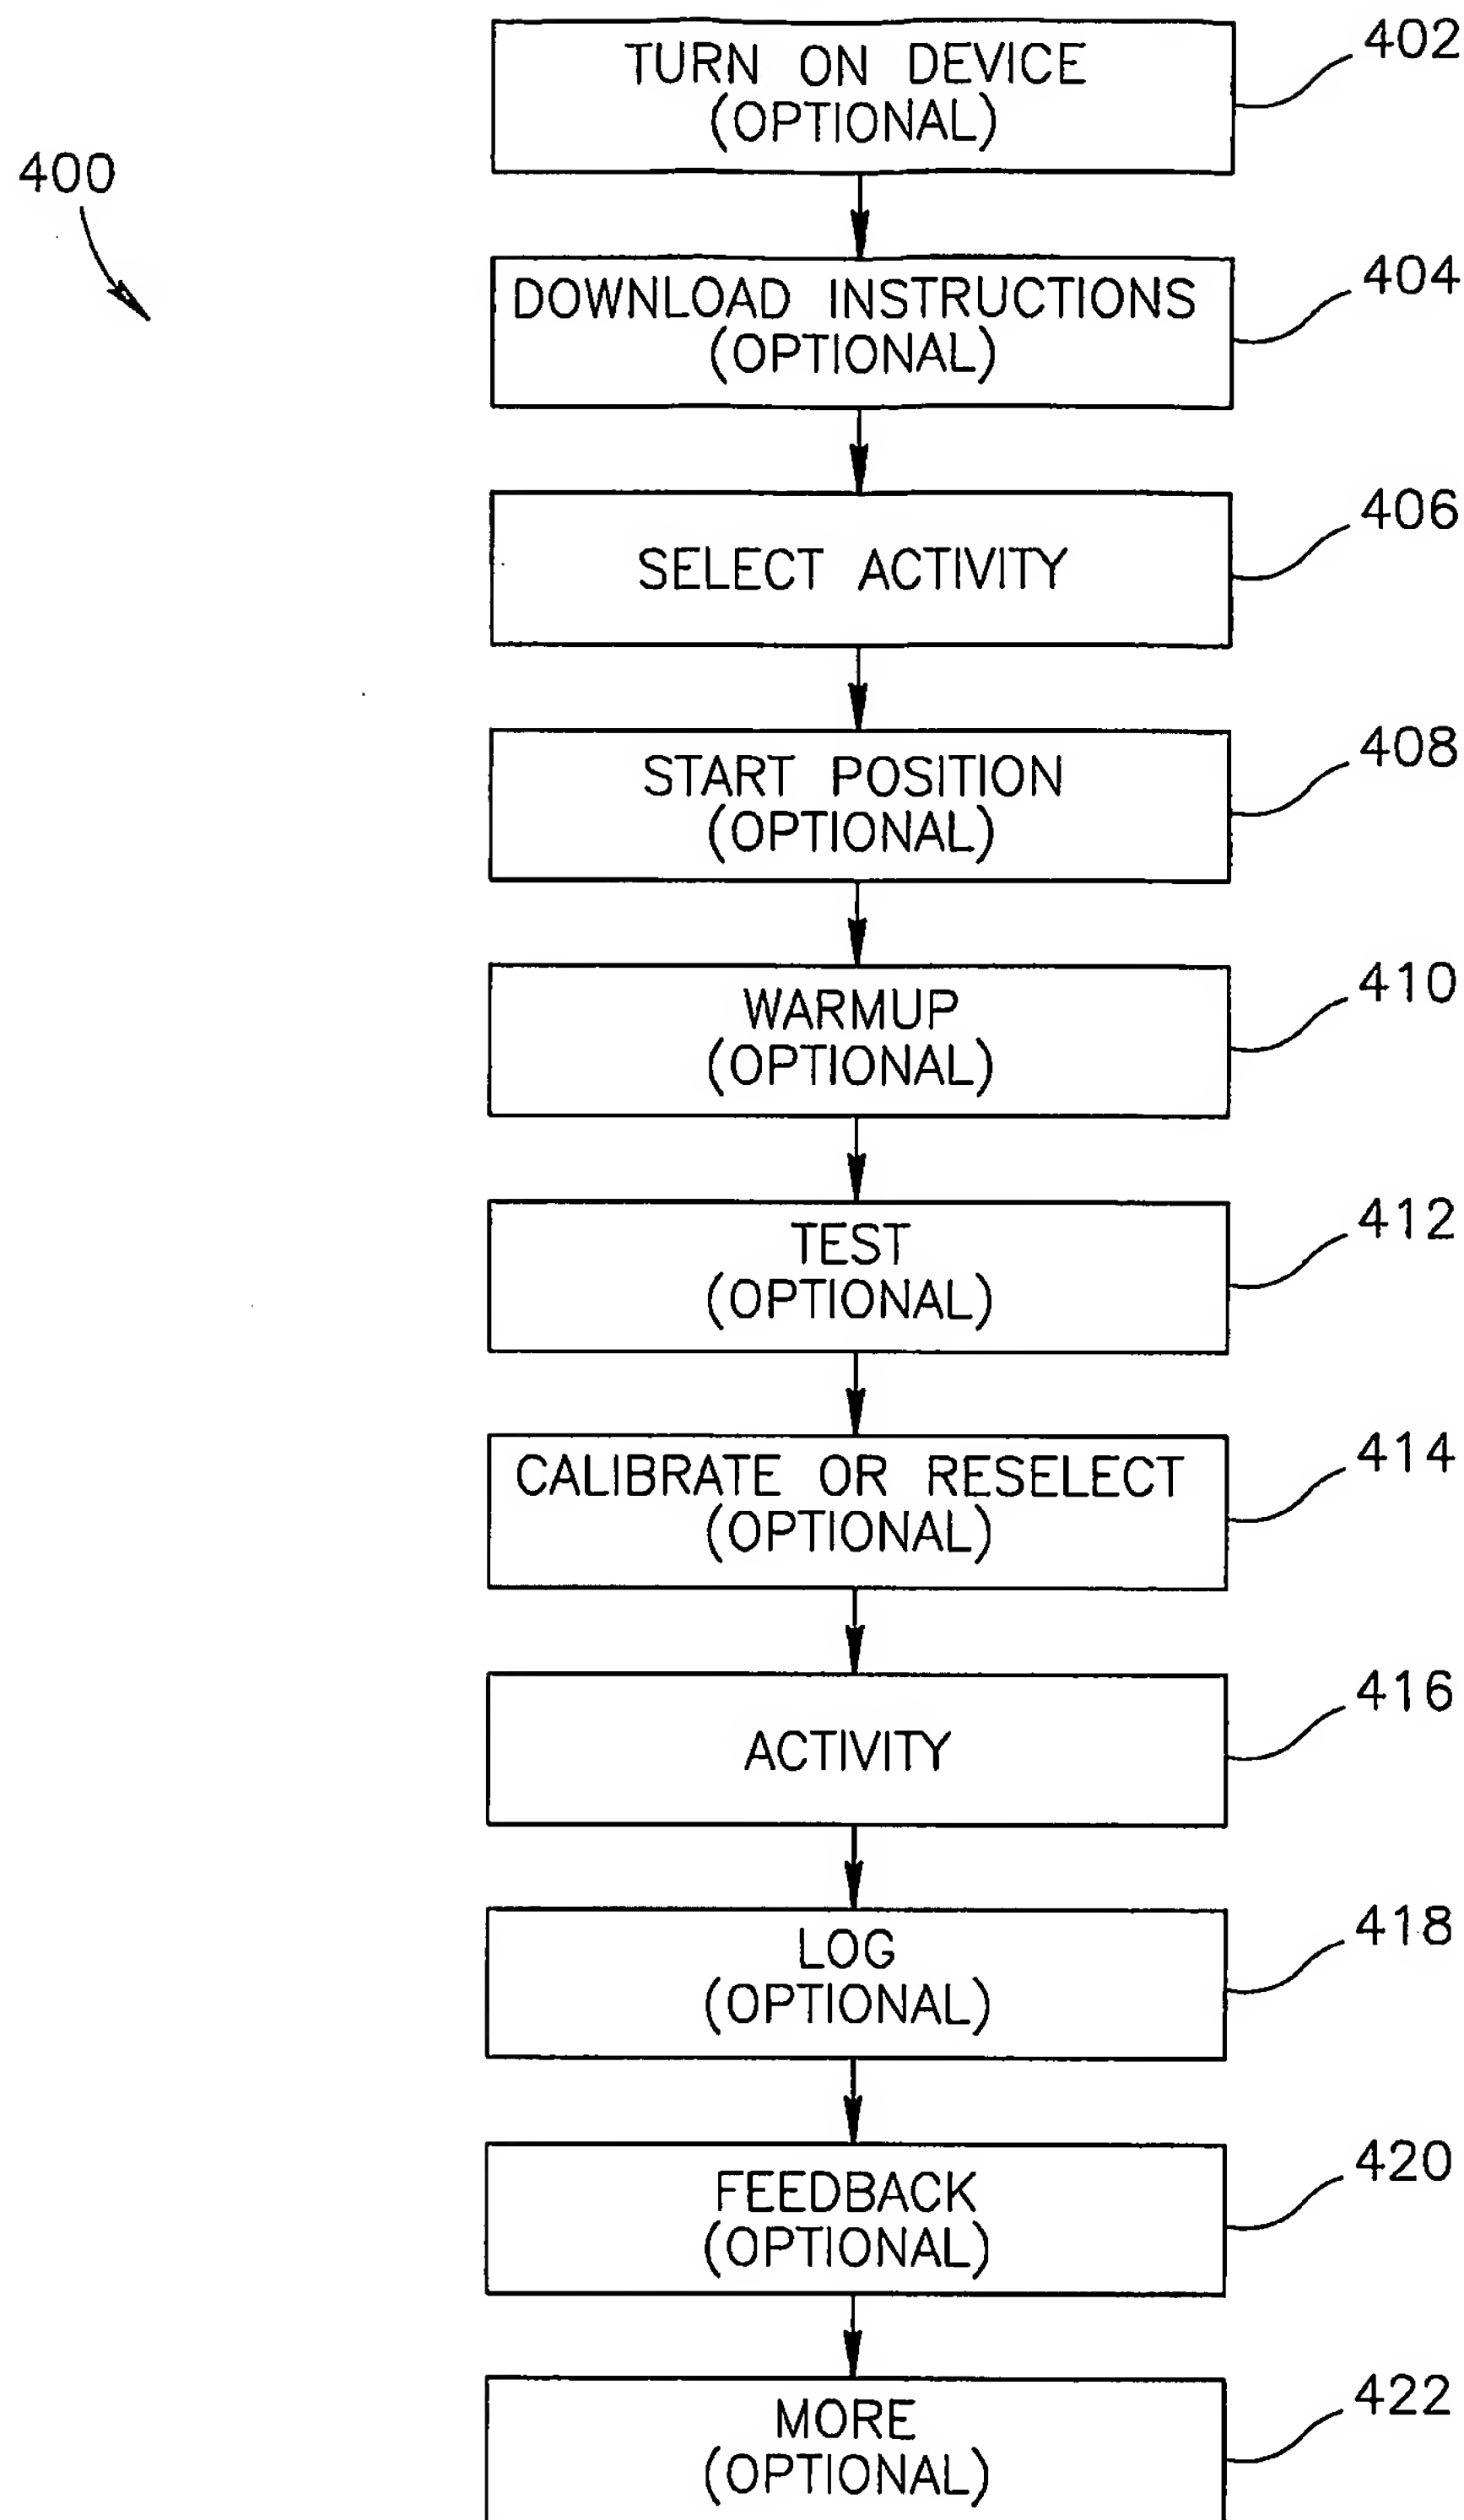 402
TURN ON DEVICE
(OPTIONAL)
400
404
DOWNLOAD INSTRUCTIONS
(OPTIONAL)
406
SELECT ACTIVITY
408
START POSITION
(OPTIONAL)
410
WARMUP
(OPTIONAL)
412
TEST
(OPTIONAL)
414
CALIBRATE OR RESELECT
(OPTIONAL)
416
ACTIVITY
418
LOG
(OPTIONAL)
420
FEEDBACK
(OPTIONAL)
422
MORE
(OPTIONAL)